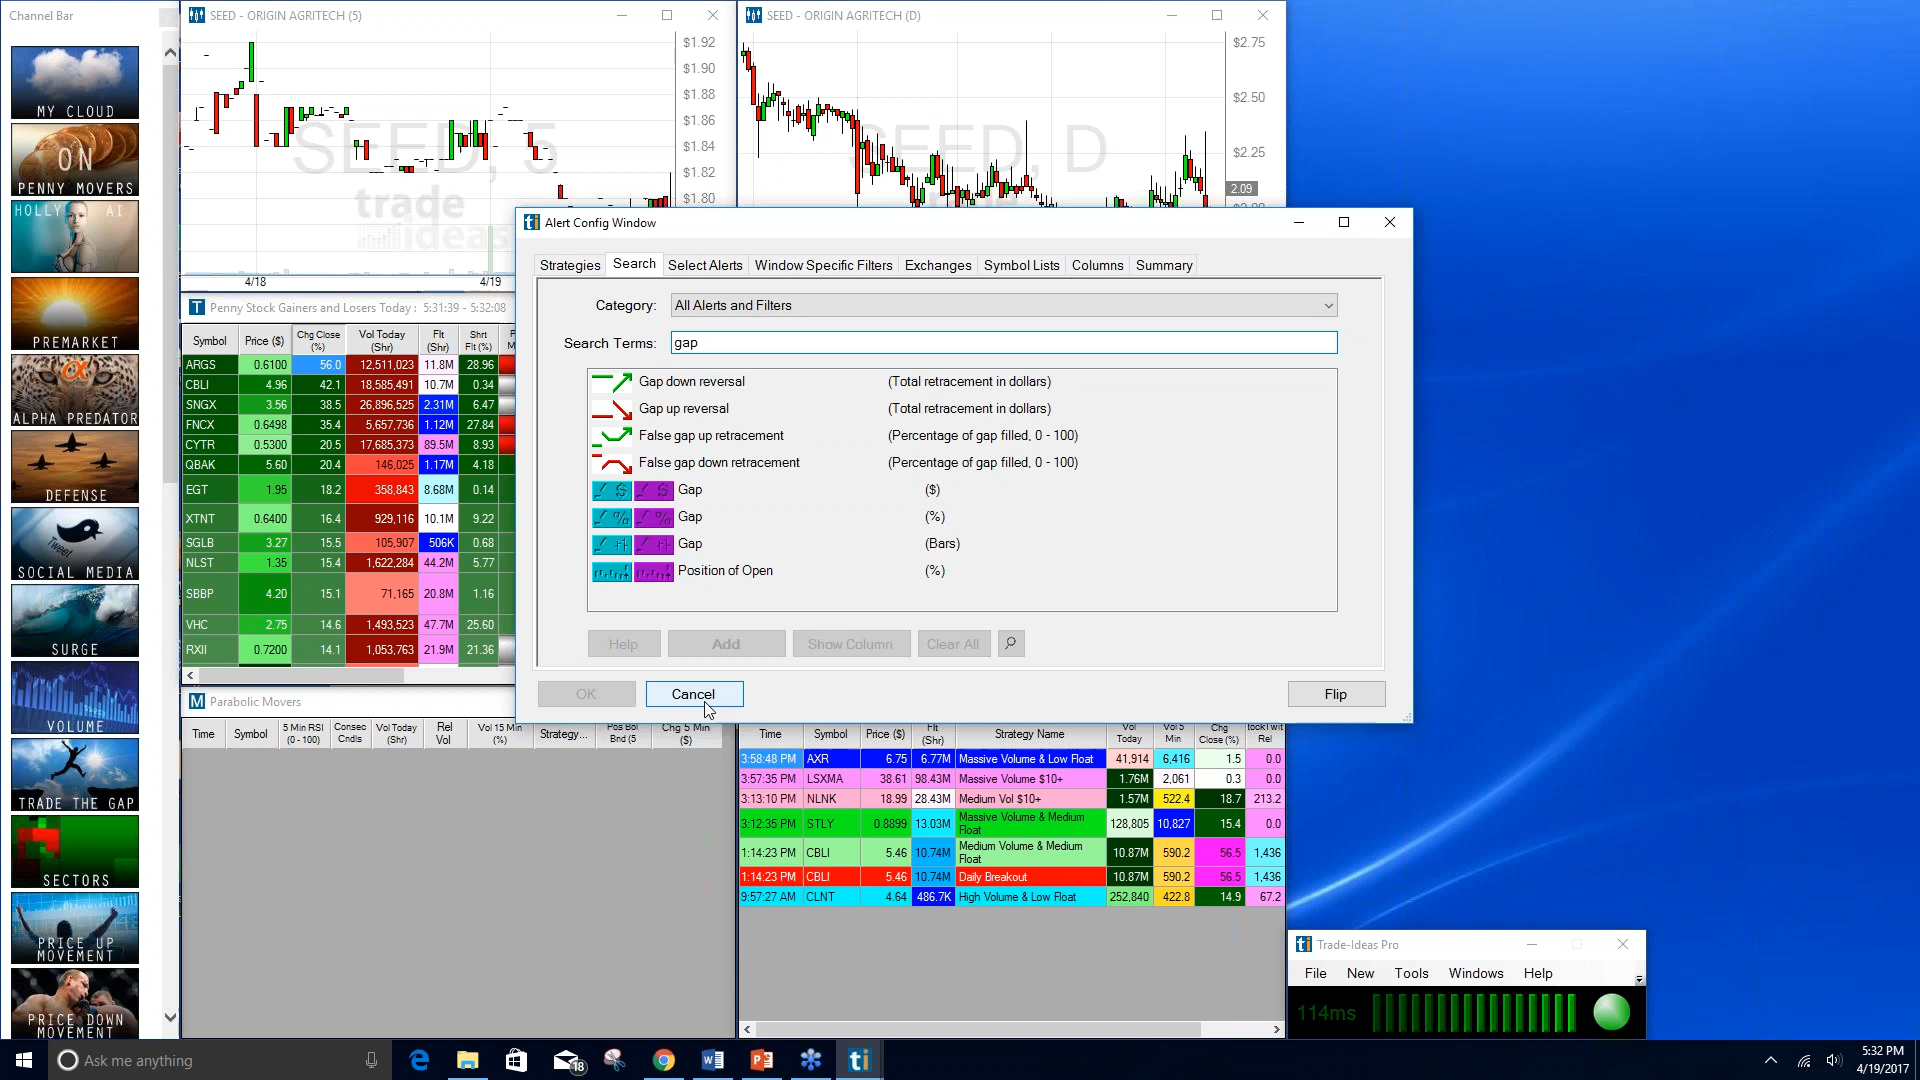 Channel Bar
MY CLOUD
ON
PENNY MOVERS
HOLLY AI
PREMARKET
α
ALPHA PREDATOR
DEFENSE
Tweet
SOCIAL MEDIA
SURGE
VOLUME
TRADE THE GAP
SECTORS
PRICE UP
MOVEMENT
PRICE DOWN
MOVEMENT
SEED - ORIGIN AGRITECH (5)
$1.92
$1.90
$1.88
$1.86
$1.84
$1.82
$1.80
SEED, 5
trade
ideas
4/18 4/19
SEED - ORIGIN AGRITECH (D)
$2.75
$2.50
$2.25
2.09
SEED, D
Penny Stock Gainers and Losers Today : 5:31:39 - 5:32:08
Symbol Price ($) Chg Close (%) Vol Today (Shr) Flt (Shr) Shrt Flt (%)
ARGS 0.6100 56.0 12,511,023 11.8M 28.96
CBLI 4.96 42.1 18,585,491 10.7M 0.34
SNGX 3.56 38.5 26,896,525 2.31M 6.47
FNCX 0.6498 35.4 5,657,736 1.12M 27.84
CYTR 0.5300 20.5 17,685,373 89.5M 8.93
QBAK 5.60 20.4 146,025 1.17M 4.18
EGT 1.95 18.2 358,843 8.68M 0.14
XTNT 0.6400 16.4 929,116 10.1M 9.22
SGLB 3.27 15.5 105,907 506K 0.68
NLST 1.35 15.4 1,622,284 44.2M 5.77
SBBP 4.20 15.1 71,165 20.8M 1.16
VHC 2.75 14.6 1,493,523 47.7M 25.60
RXII 0.7200 14.1 1,053,763 21.9M 21.36
Alert Config Window
Strategies Search Select Alerts Window Specific Filters Exchanges Symbol Lists Columns Summary
Category: All Alerts and Filters
Search Terms: gap
Gap down reversal (Total retracement in dollars)
Gap up reversal (Total retracement in dollars)
False gap up retracement (Percentage of gap filled, 0 - 100)
False gap down retracement (Percentage of gap filled, 0 - 100)
Gap ($)
Gap (%)
Gap (Bars)
Position of Open (%)
Help Add Show Column Clear All
OK Cancel Flip
Parabolic Movers
Time Symbol 5 Min RSI (0 - 100) Consec Cndls Vol Today (Shr) Rel Vol Vol 15 Min (%) Strategy... Pos Bol Bnd (5 Chg 5 Min ($)
Time Symbol Price ($) Flt (Shr) Strategy Name Vol Today Vol 5 Min Chg Close (%) tockTwit Rel
3:58:48 PM AXR 6.75 6.77M Massive Volume & Low Float 41,914 6,416 1.5 0.0
3:57:35 PM LSXMA 38.61 98.43M Massive Volume $10+ 1.76M 2,061 0.3 0.0
3:13:10 PM NLNK 18.99 28.43M Medium Vol $10+ 1.57M 522.4 18.7 213.2
3:12:35 PM STLY 0.8899 13.03M Massive Volume & Medium Float 128,805 10,827 15.4 0.0
1:14:23 PM CBLI 5.46 10.74M Medium Volume & Medium Float 10.87M 590.2 56.5 1,436
1:14:23 PM CBLI 5.46 10.74M Daily Breakout 10.87M 590.2 56.5 1,436
9:57:27 AM CLNT 4.64 486.7K High Volume & Low Float 252,840 422.8 14.9 67.2
Trade-Ideas Pro
File New Tools Windows Help
114ms
Ask me anything
18
5:32 PM
4/19/2017